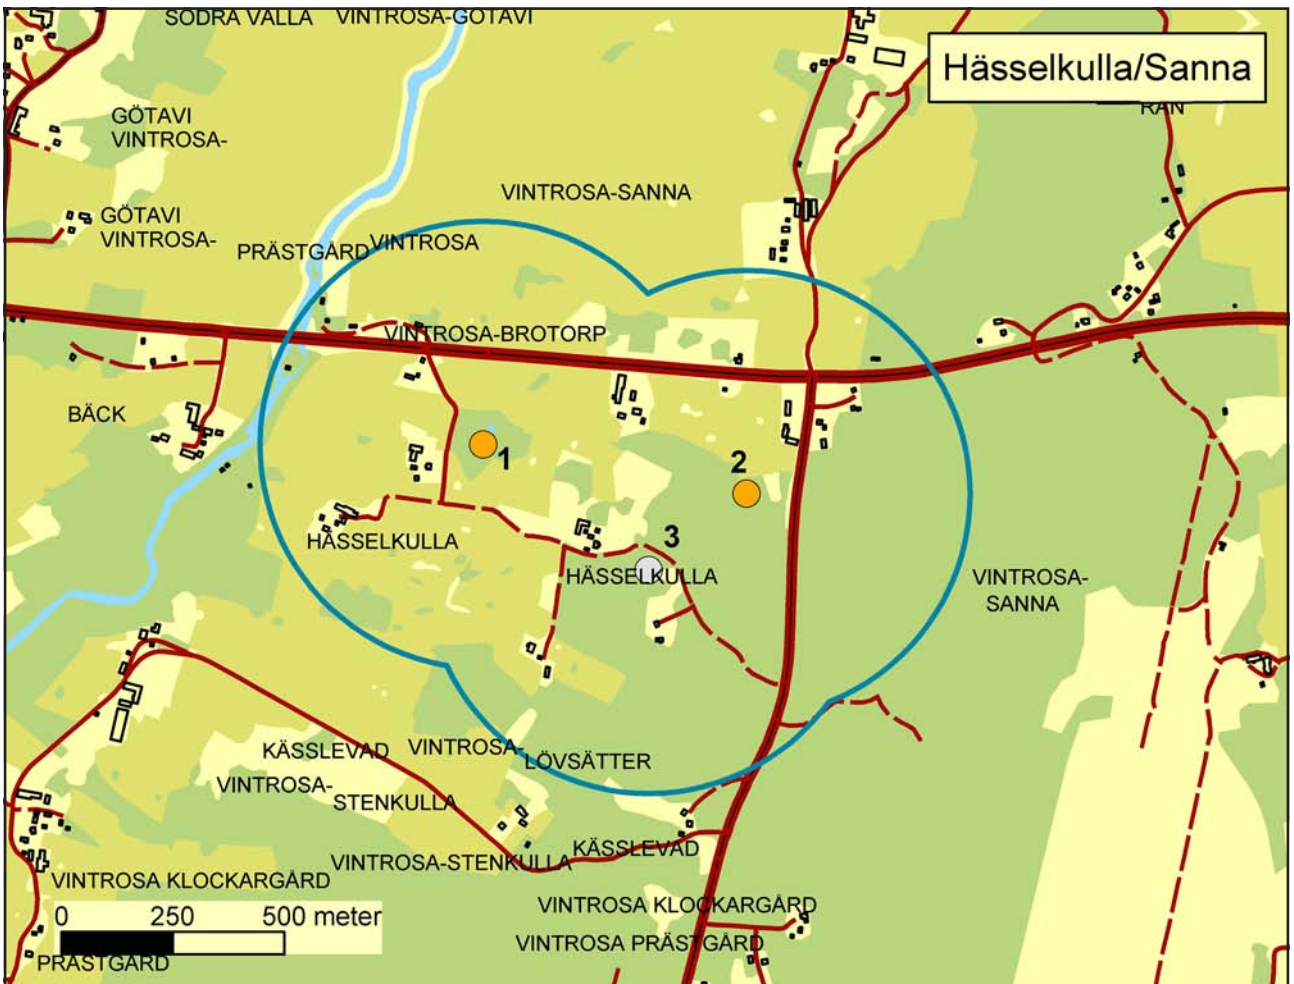 SÖDRA VALLA
VINTROSA-GÖTAVI
Hässelkulla/Sanna
RÅN
GÖTAVI
VINTROSA-
VINTROSA-SANNA
GÖTAVI
VINTROSA-
PRÄSTGÅRD
VINTROSA
VINTROSA-BROTORP
BÄCK
1
2
HÄSSELKULLA
3
HÄSSELKULLA
VINTROSA-
SANNA
KÄSSLEVAD
VINTROSA-
LÖVSÄTTER
VINTROSA-
STENKULLA
VINTROSA-STENKULLA
KÄSSLEVAD
VINTROSA KLOCKARGÅRD
VINTROSA KLOCKARGÅRD
0 250 500 meter
VINTROSA PRÄSTGÅRD
PRÄSTGÅRD